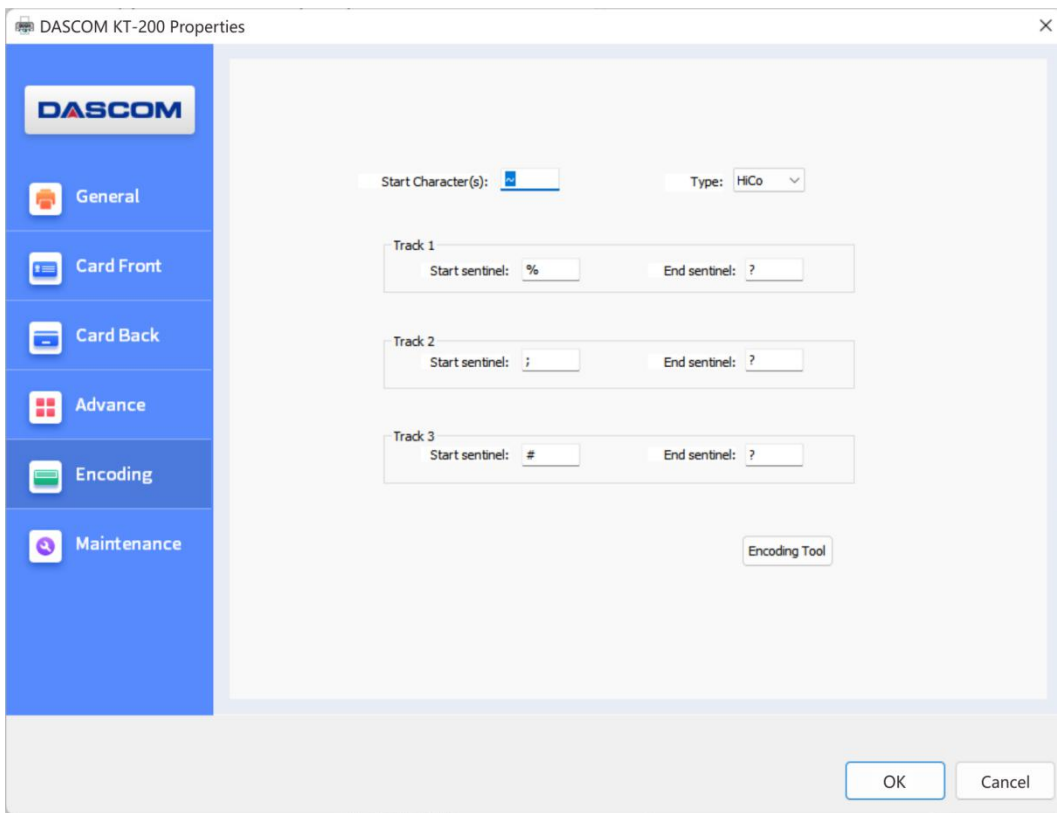 DASCOM KT-200 Properties
DASCOM
General
Card Front
Card Back
Advance
Encoding
Maintenance
Start Character(s): ~ Type: HiCo
Track 1
Start sentinel: % End sentinel: ?
Track 2
Start sentinel: ; End sentinel: ?
Track 3
Start sentinel: # End sentinel: ?
Encoding Tool
OK Cancel